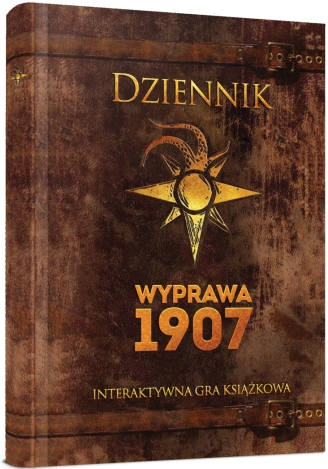 DZIENNIK
WYPRAWA
1907
INTERAKTYWNA GRA KSIĄŻKOWA